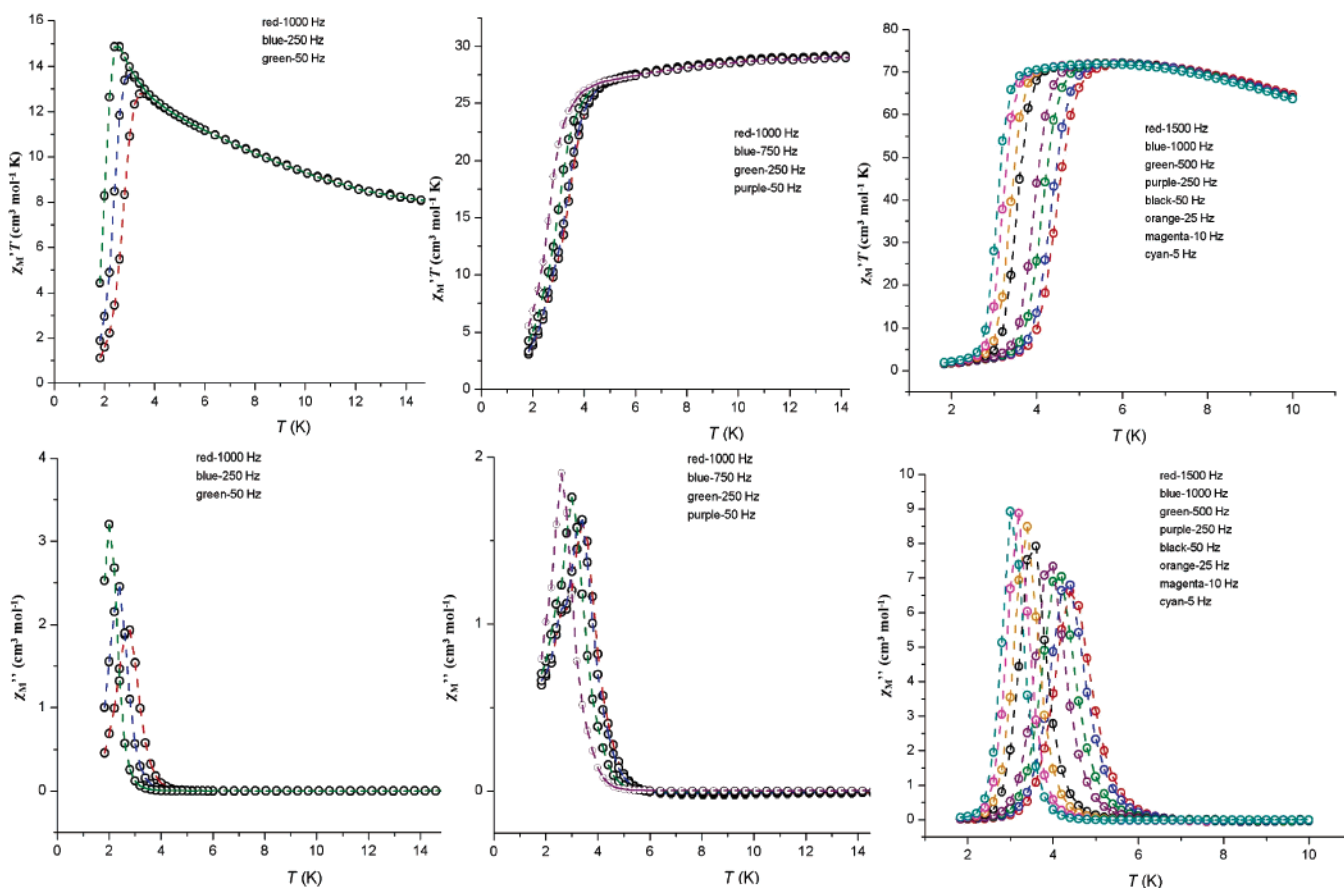 red-1000 Hz
blue-250 Hz
green-50 Hz
χM'T (cm³ mol⁻¹ K)
16
14
12
10
8
6
4
2
0
0 2 4 6 8 10 12 14
T (K)
red-1000 Hz
blue-750 Hz
green-250 Hz
purple-50 Hz
χM'T (cm³ mol⁻¹ K)
30
25
20
15
10
5
0
0 2 4 6 8 10 12 14
T (K)
red-1500 Hz
blue-1000 Hz
green-500 Hz
purple-250 Hz
black-50 Hz
orange-25 Hz
magenta-10 Hz
cyan-5 Hz
χM'T (cm³ mol⁻¹ K)
80
70
60
50
40
30
20
10
0
2 4 6 8 10
T (K)
red-1000 Hz
blue-250 Hz
green-50 Hz
χM'' (cm³ mol⁻¹)
4
3
2
1
0
0 2 4 6 8 10 12 14
T (K)
red-1000 Hz
blue-750 Hz
green-250 Hz
purple-50 Hz
χM'' (cm³ mol⁻¹)
2
1
0
0 2 4 6 8 10 12 14
T (K)
red-1500 Hz
blue-1000 Hz
green-500 Hz
purple-250 Hz
black-50 Hz
orange-25 Hz
magenta-10 Hz
cyan-5 Hz
χM'' (cm³ mol⁻¹)
10
9
8
7
6
5
4
3
2
1
0
2 4 6 8 10
T (K)